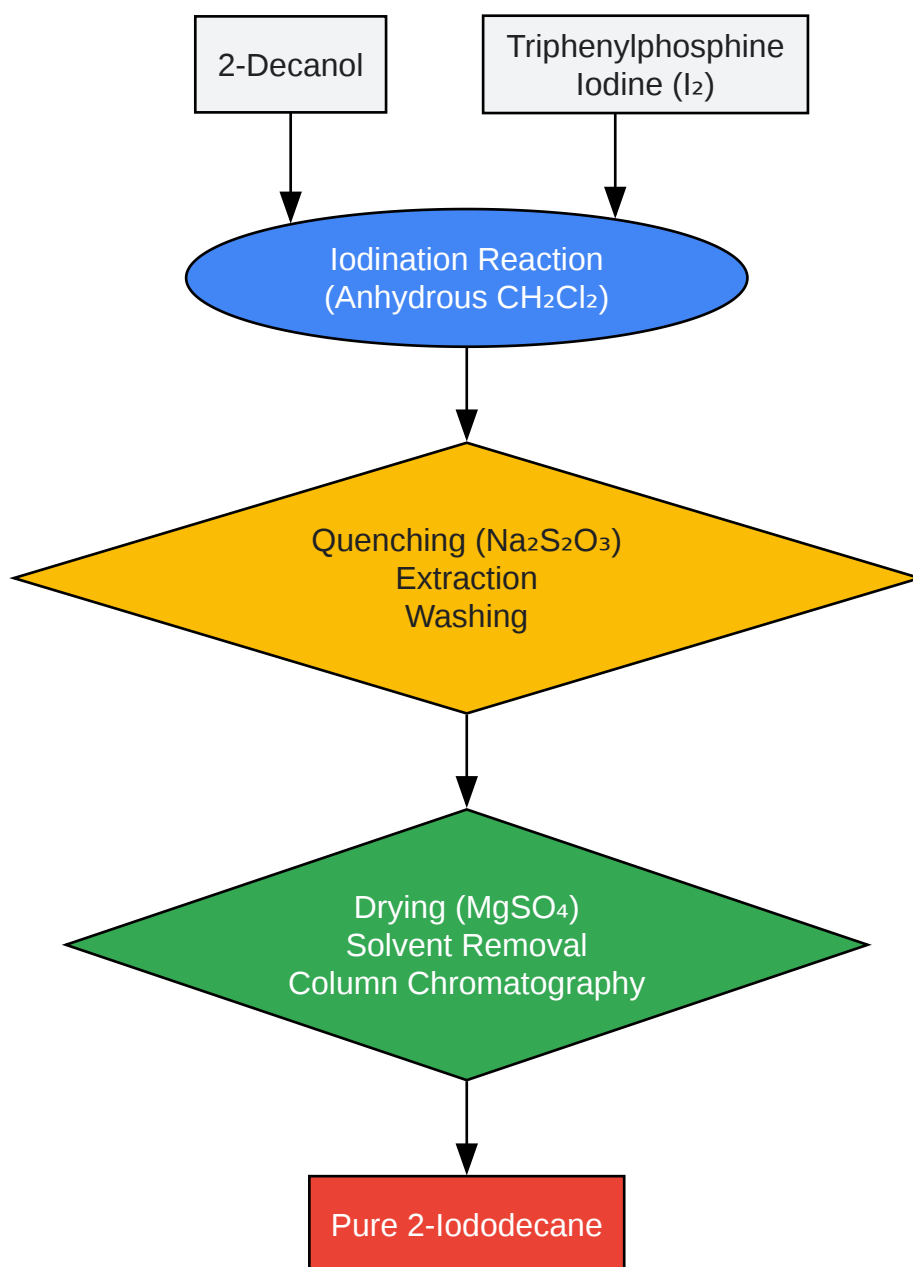 2-Decanol
Triphenylphosphine
Iodine (I₂)
Iodination Reaction
(Anhydrous CH₂Cl₂)
Quenching (Na₂S₂O₃)
Extraction
Washing
Drying (MgSO₄)
Solvent Removal
Column Chromatography
Pure 2-Iododecane